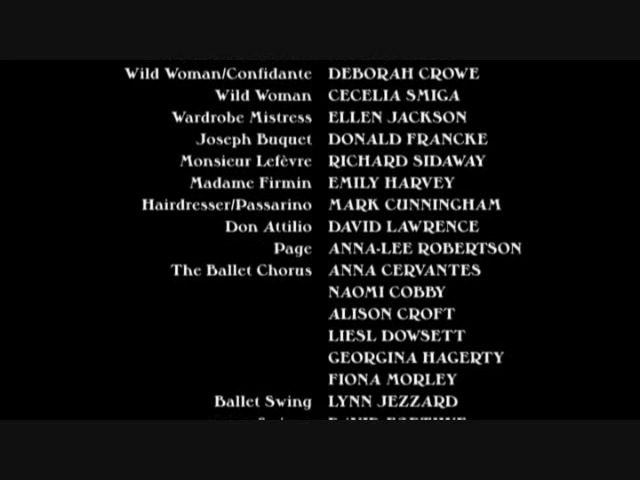 Wild Woman/Confidante DEBORAH CROWE
Wild Woman CECELIA SMIGA
Wardrobe Mistress ELLEN JACKSON
Joseph Buquet DONALD FRANCKE
Monsieur Lefèvre RICHARD SIDAWAY
Madame Firmin EMILY HARVEY
Hairdresser/Passarino MARK CUNNINGHAM
Don Attilio DAVID LAWRENCE
Page ANNA-LEE ROBERTSON
The Ballet Chorus ANNA CERVANTES
NAOMI COBBY
ALISON CROFT
LIESL DOWSETT
GEORGINA HAGERTY
FIONA MORLEY
Ballet Swing LYNN JEZZARD